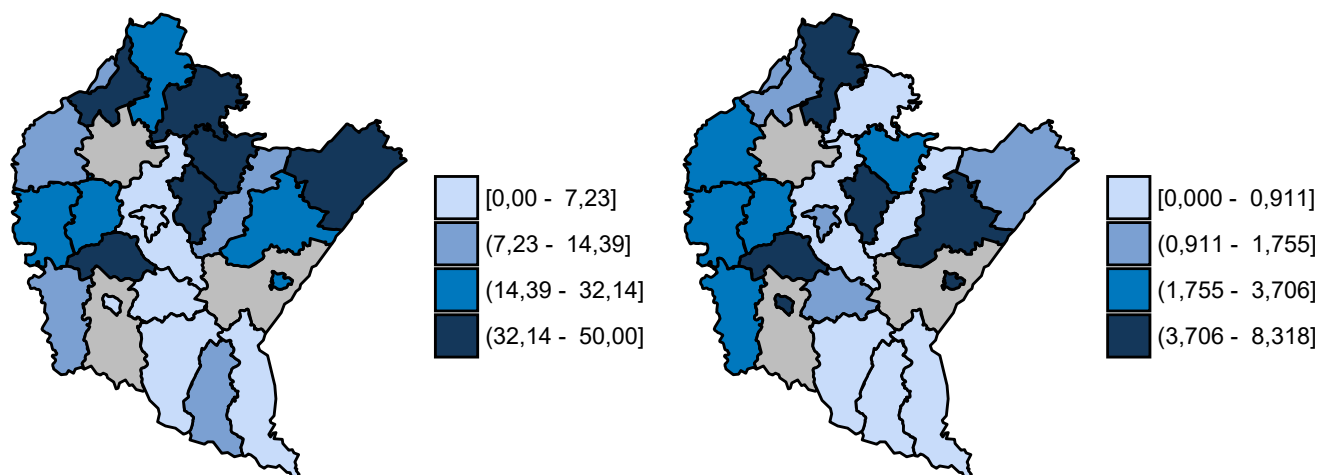 [0,00 - 7,23]
(7,23 - 14,39]
(14,39 - 32,14]
(32,14 - 50,00]
[0,000 - 0,911]
(0,911 - 1,755]
(1,755 - 3,706]
(3,706 - 8,318]